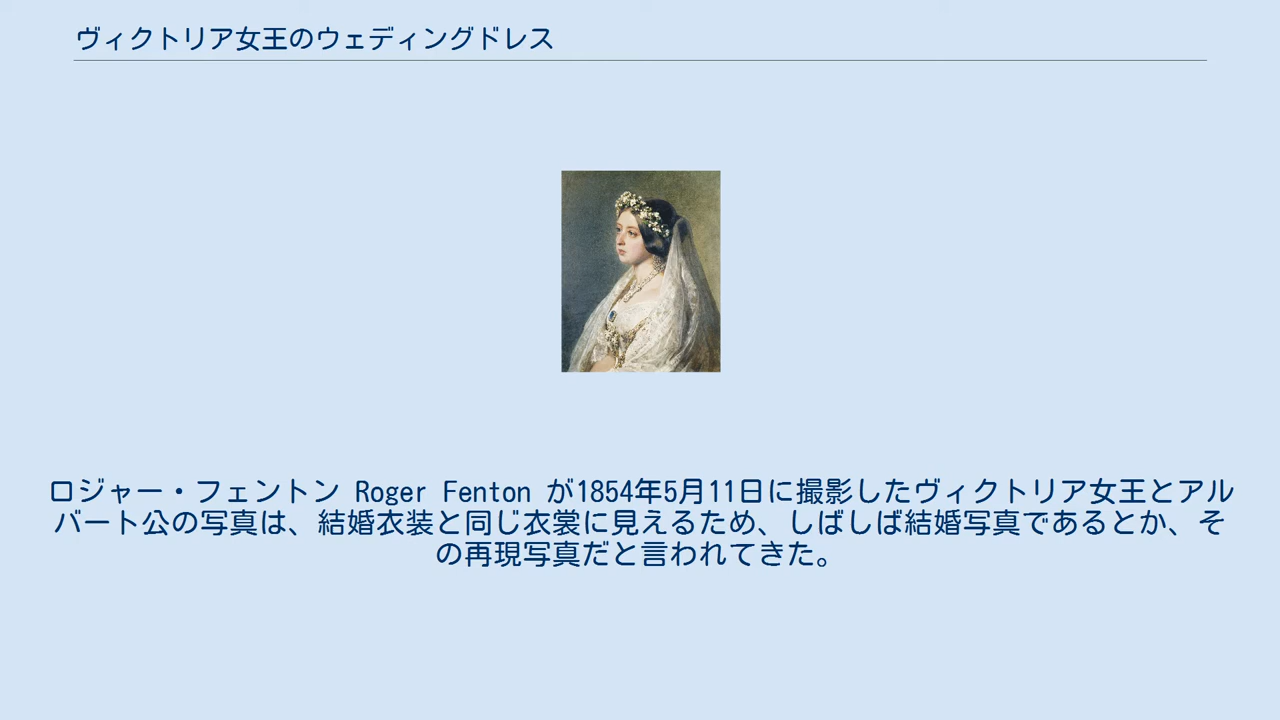 ヴィクトリア女王のウェディングドレス
ロジャー・フェントン Roger Fenton が1854年5月11日に撮影したヴィクトリア女王とアル
バート公の写真は、結婚衣装と同じ衣裳に見えるため、しばしば結婚写真であるとか、そ
の再現写真だと言われてきた。